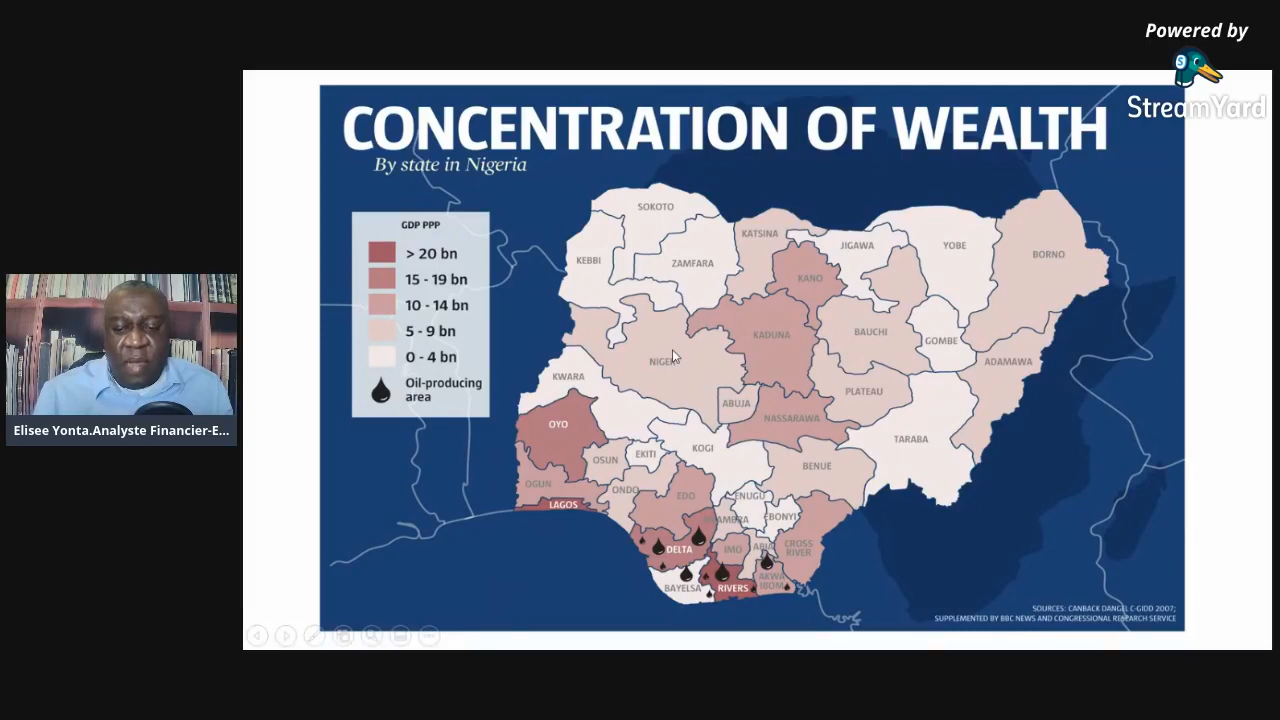 Powered by
StreamYard
CONCENTRATION OF WEALTH
By state in Nigeria
GDP PPP
> 20 bn
15 - 19 bn
10 - 14 bn
5 - 9 bn
0 - 4 bn
Oil-producing
area
SOKOTO
KATSINA
JIGAWA
YOBE
BORNO
KEBBI
ZAMFARA
KANO
KADUNA
BAUCHI
GOMBE
ADAMAWA
NIGER
KWARA
ABUJA
PLATEAU
NASSARAWA
OYO
TARABA
KOGI
EKITI
OSUN
BENUE
OGUN
ONDO
EDO
ENUGU
LAGOS
EBONYI
ANAMBRA
DELTA
IMO
ABIA
CROSS
RIVER
BAYELSA
RIVERS
AKWA
IBOM
SOURCES: CANBACK DANGEL C-GIDD 2007;
SUPPLEMENTED BY BBC NEWS AND CONGRESSIONAL RESEARCH SERVICE
Elisee Yonta.Analyste Financier-E...